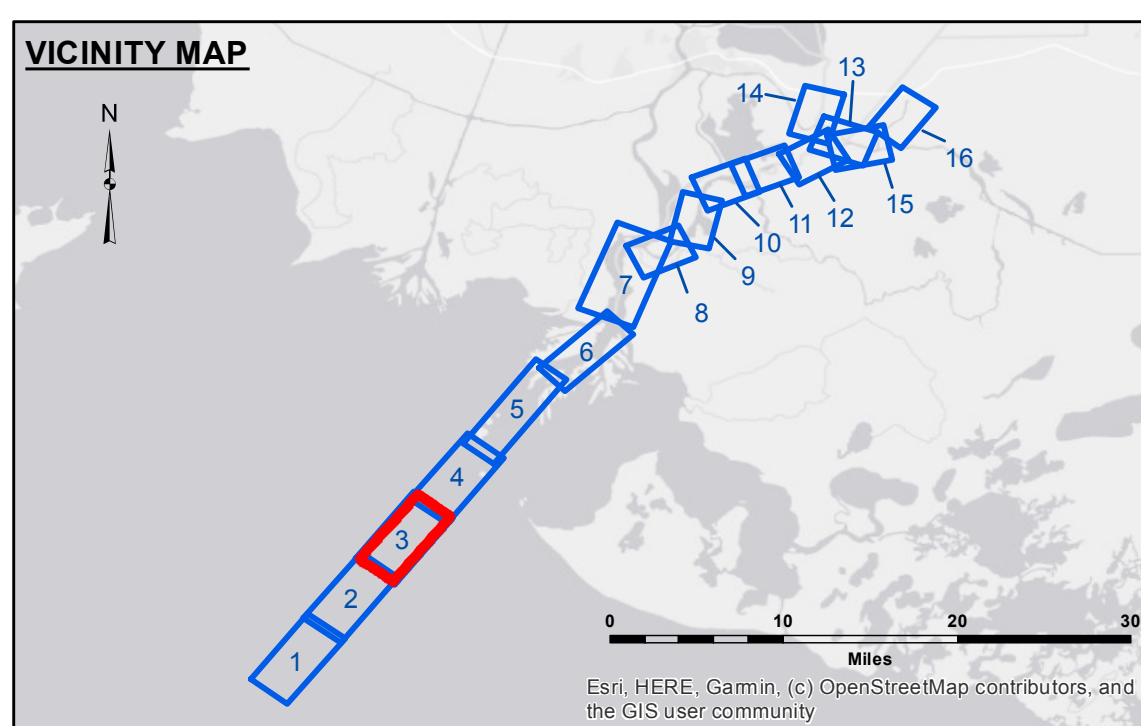 VICINITY MAP
N
13
14
16
15
12
11
10
9
8
7
6
5
4
3
2
1
0 10 20 30
Miles
Esri, HERE, Garmin, (c) OpenStreetMap contributors, and
the GIS user community